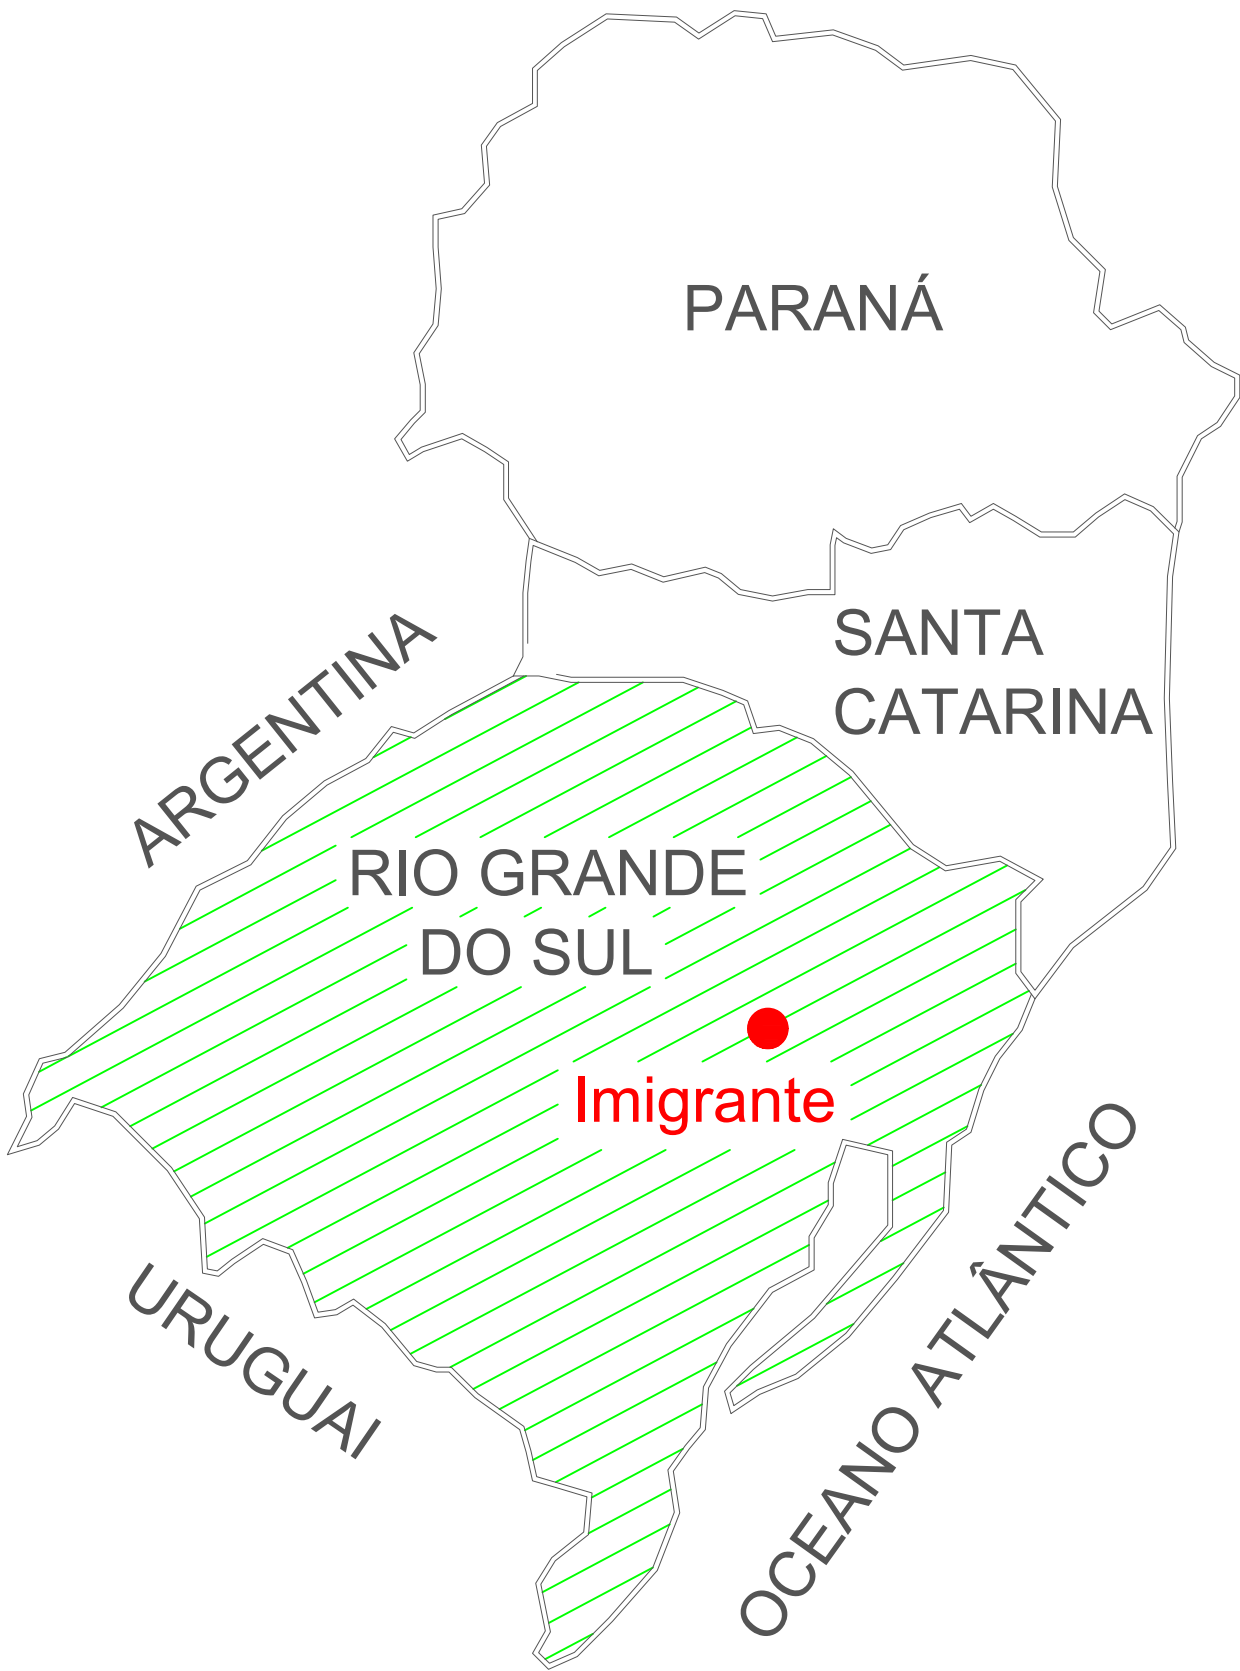 PARANÁ
SANTA
CATARINA
ARGENTINA
RIO GRANDE
DO SUL
Imigrante
URUGUAI
OCEANO ATLÂNTICO